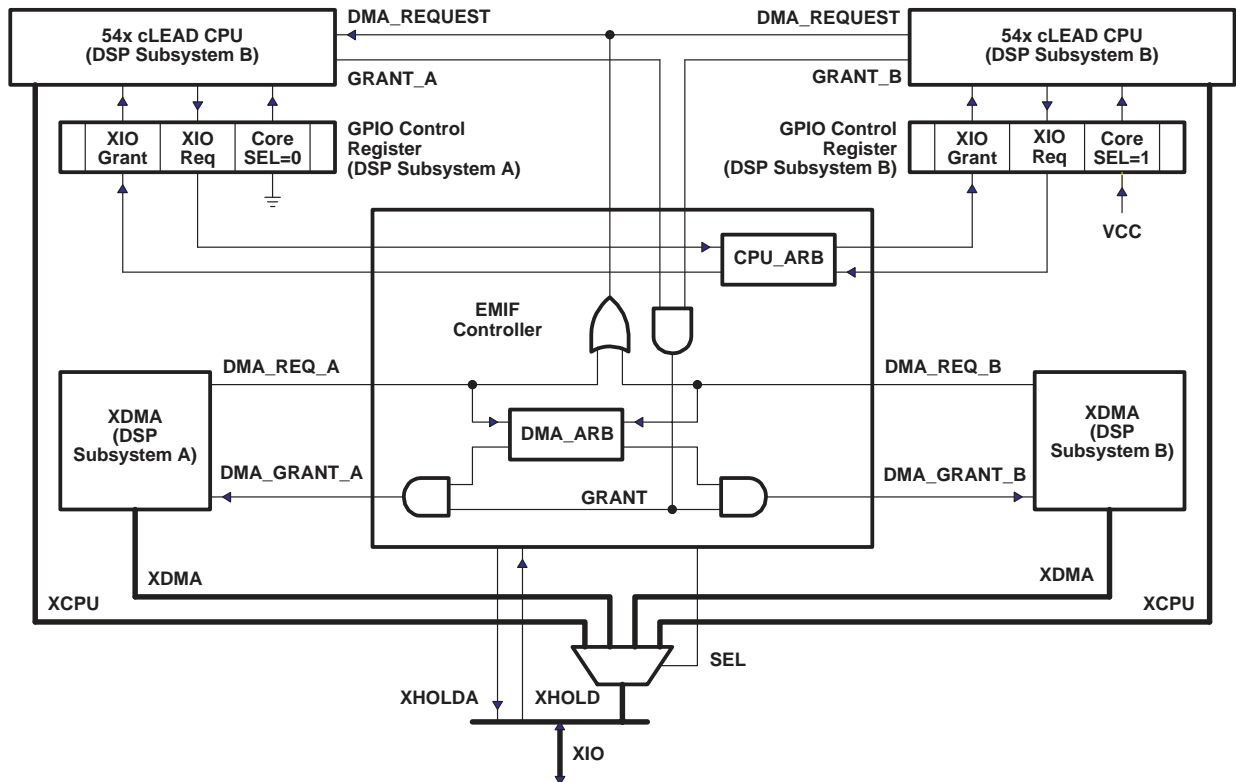 DMA_REQUEST
DMA_REQUEST
54x cLEAD CPU
(DSP Subsystem B)
54x cLEAD CPU
(DSP Subsystem B)
GRANT_A
GRANT_B
XIO
Grant
XIO
Req
Core
SEL=0
GPIO Control
Register
(DSP Subsystem A)
GPIO Control
Register
(DSP Subsystem B)
XIO
Grant
XIO
Req
Core
SEL=1
VCC
CPU_ARB
EMIF
Controller
DMA_REQ_A
DMA_REQ_B
XDMA
(DSP
Subsystem A)
DMA_ARB
XDMA
(DSP
Subsystem B)
DMA_GRANT_A
GRANT
DMA_GRANT_B
XDMA
XDMA
XCPU
XCPU
SEL
XHOLDA
XHOLD
XIO